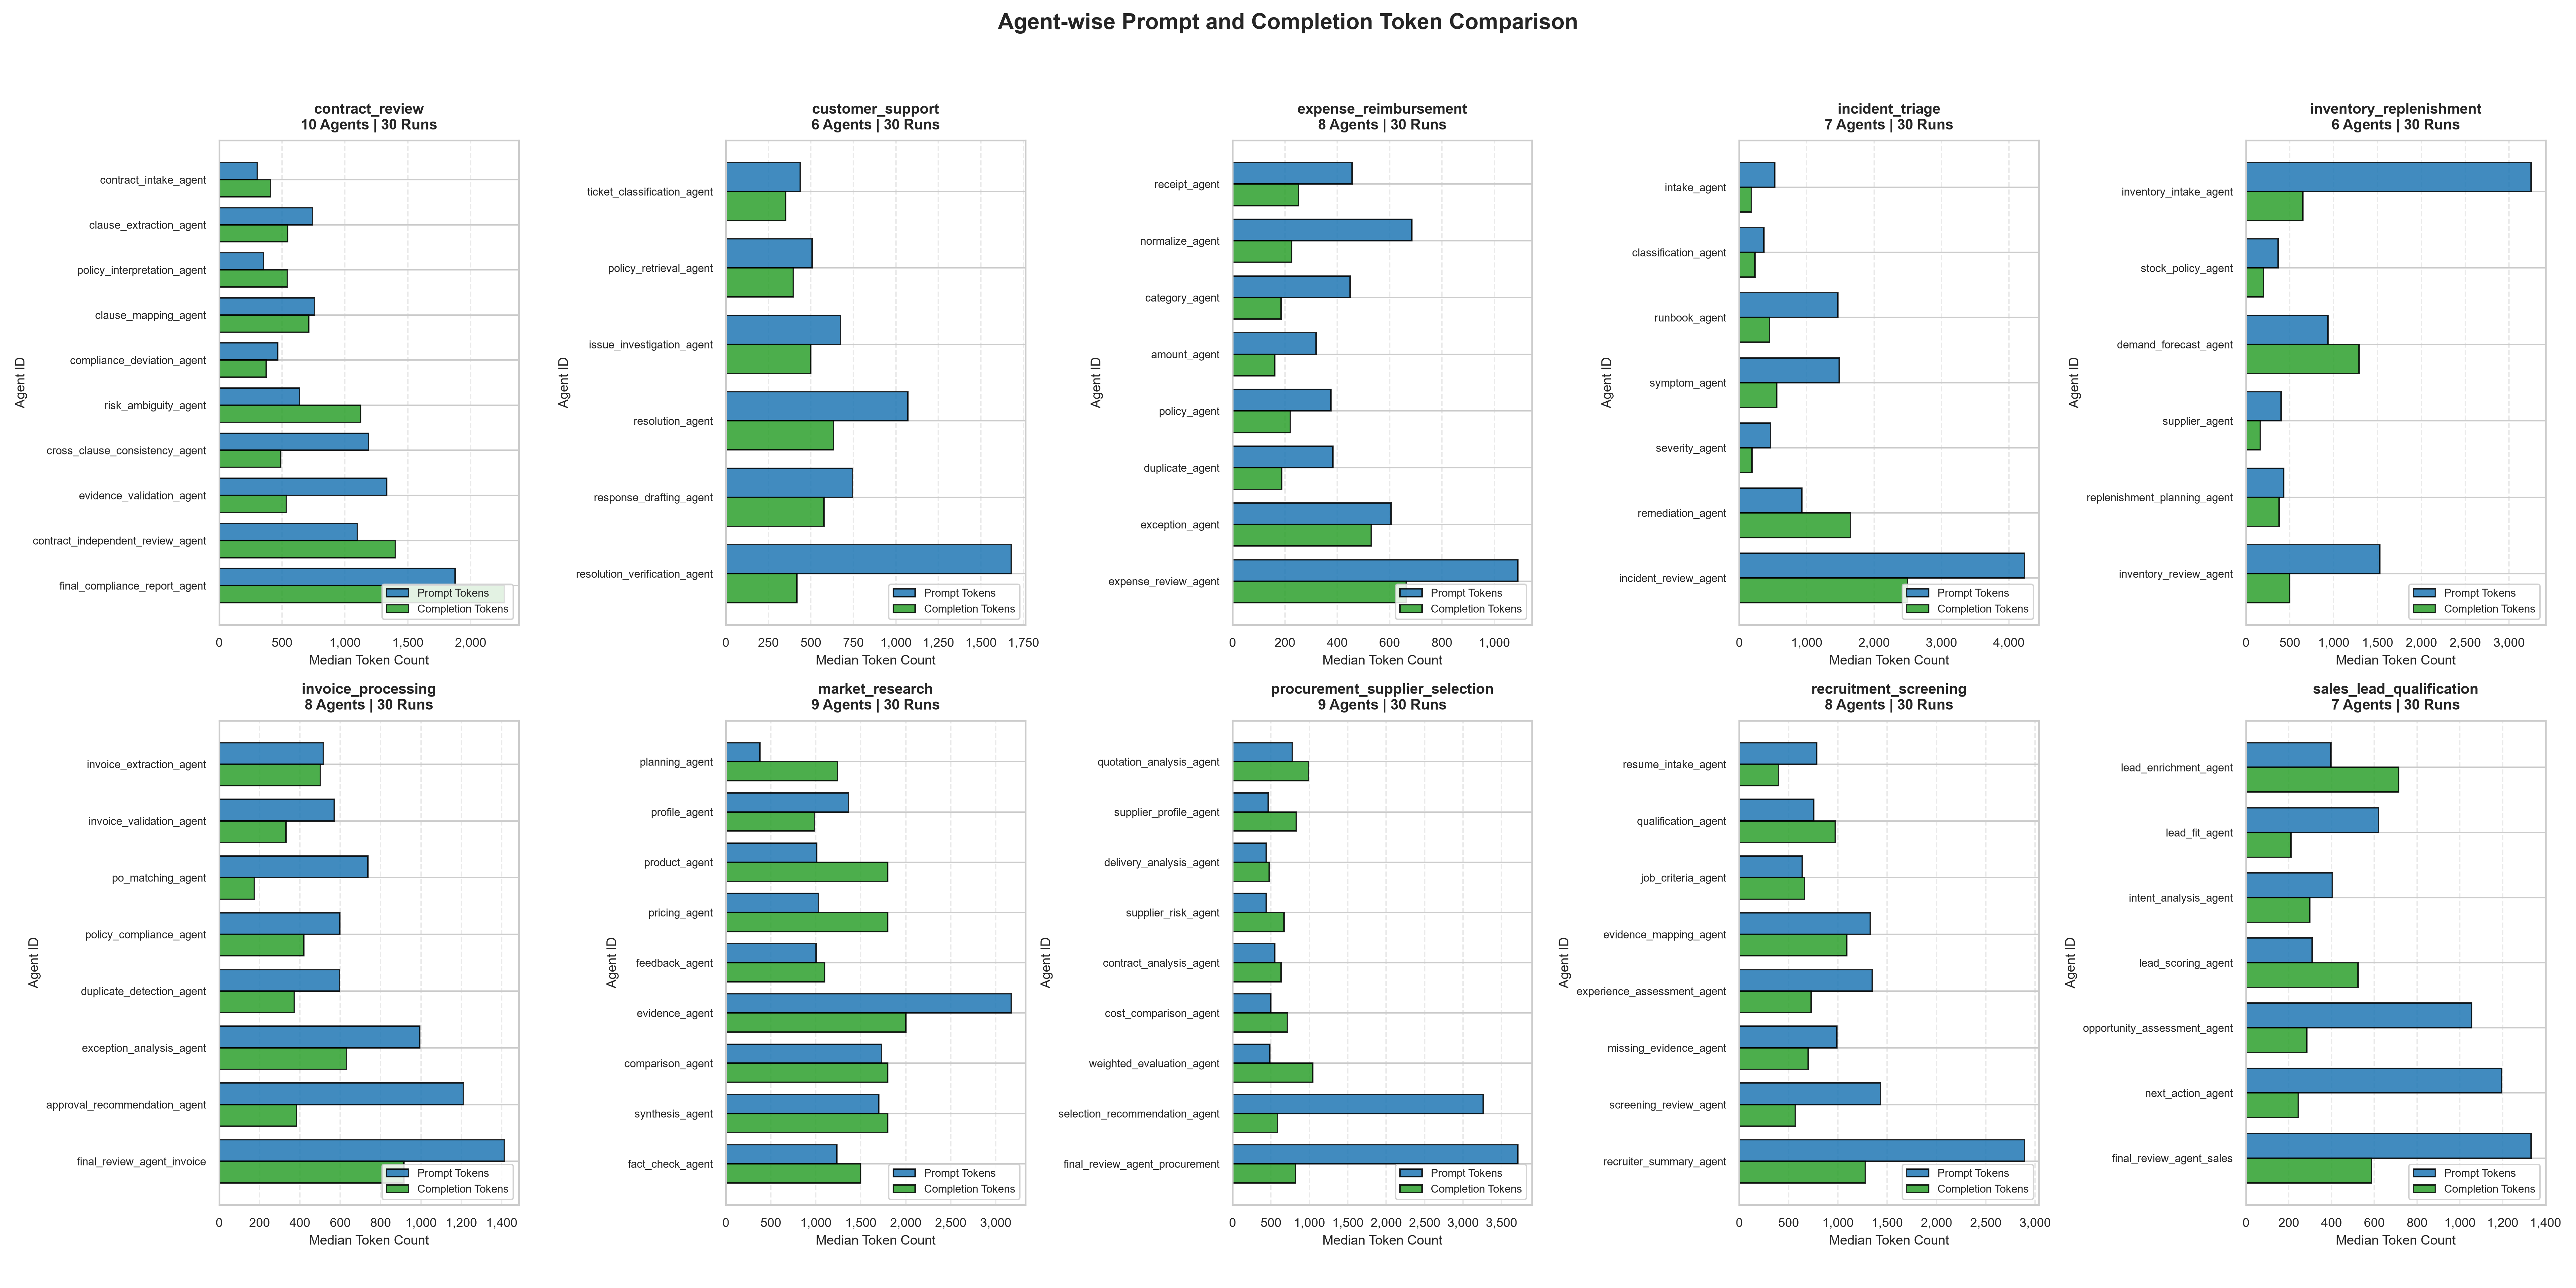 Agent-wise Prompt and Completion Token Comparison
contract_review
10 Agents | 30 Runs
Agent ID
contract_intake_agent
clause_extraction_agent
policy_interpretation_agent
clause_mapping_agent
compliance_deviation_agent
risk_ambiguity_agent
cross_clause_consistency_agent
evidence_validation_agent
contract_independent_review_agent
final_compliance_report_agent
Prompt Tokens
Completion Tokens
0 500 1,000 1,500 2,000
Median Token Count
customer_support
6 Agents | 30 Runs
Agent ID
ticket_classification_agent
policy_retrieval_agent
issue_investigation_agent
resolution_agent
response_drafting_agent
resolution_verification_agent
Prompt Tokens
Completion Tokens
0 250 500 750 1,000 1,250 1,500 1,750
Median Token Count
expense_reimbursement
8 Agents | 30 Runs
Agent ID
receipt_agent
normalize_agent
category_agent
amount_agent
policy_agent
duplicate_agent
exception_agent
expense_review_agent
Prompt Tokens
Completion Tokens
0 200 400 600 800 1,000
Median Token Count
incident_triage
7 Agents | 30 Runs
Agent ID
intake_agent
classification_agent
runbook_agent
symptom_agent
severity_agent
remediation_agent
incident_review_agent
Prompt Tokens
Completion Tokens
0 1,000 2,000 3,000 4,000
Median Token Count
inventory_replenishment
6 Agents | 30 Runs
Agent ID
inventory_intake_agent
stock_policy_agent
demand_forecast_agent
supplier_agent
replenishment_planning_agent
inventory_review_agent
Prompt Tokens
Completion Tokens
0 500 1,000 1,500 2,000 2,500 3,000
Median Token Count
invoice_processing
8 Agents | 30 Runs
Agent ID
invoice_extraction_agent
invoice_validation_agent
po_matching_agent
policy_compliance_agent
duplicate_detection_agent
exception_analysis_agent
approval_recommendation_agent
final_review_agent_invoice
Prompt Tokens
Completion Tokens
0 200 400 600 800 1,000 1,200 1,400
Median Token Count
market_research
9 Agents | 30 Runs
Agent ID
planning_agent
profile_agent
product_agent
pricing_agent
feedback_agent
evidence_agent
comparison_agent
synthesis_agent
fact_check_agent
Prompt Tokens
Completion Tokens
0 500 1,000 1,500 2,000 2,500 3,000
Median Token Count
procurement_supplier_selection
9 Agents | 30 Runs
Agent ID
quotation_analysis_agent
supplier_profile_agent
delivery_analysis_agent
supplier_risk_agent
contract_analysis_agent
cost_comparison_agent
weighted_evaluation_agent
selection_recommendation_agent
final_review_agent_procurement
Prompt Tokens
Completion Tokens
0 500 1,000 1,500 2,000 2,500 3,000 3,500
Median Token Count
recruitment_screening
8 Agents | 30 Runs
Agent ID
resume_intake_agent
qualification_agent
job_criteria_agent
evidence_mapping_agent
experience_assessment_agent
missing_evidence_agent
screening_review_agent
recruiter_summary_agent
Prompt Tokens
Completion Tokens
0 500 1,000 1,500 2,000 2,500 3,000
Median Token Count
sales_lead_qualification
7 Agents | 30 Runs
Agent ID
lead_enrichment_agent
lead_fit_agent
intent_analysis_agent
lead_scoring_agent
opportunity_assessment_agent
next_action_agent
final_review_agent_sales
Prompt Tokens
Completion Tokens
0 200 400 600 800 1,000 1,200 1,400
Median Token Count